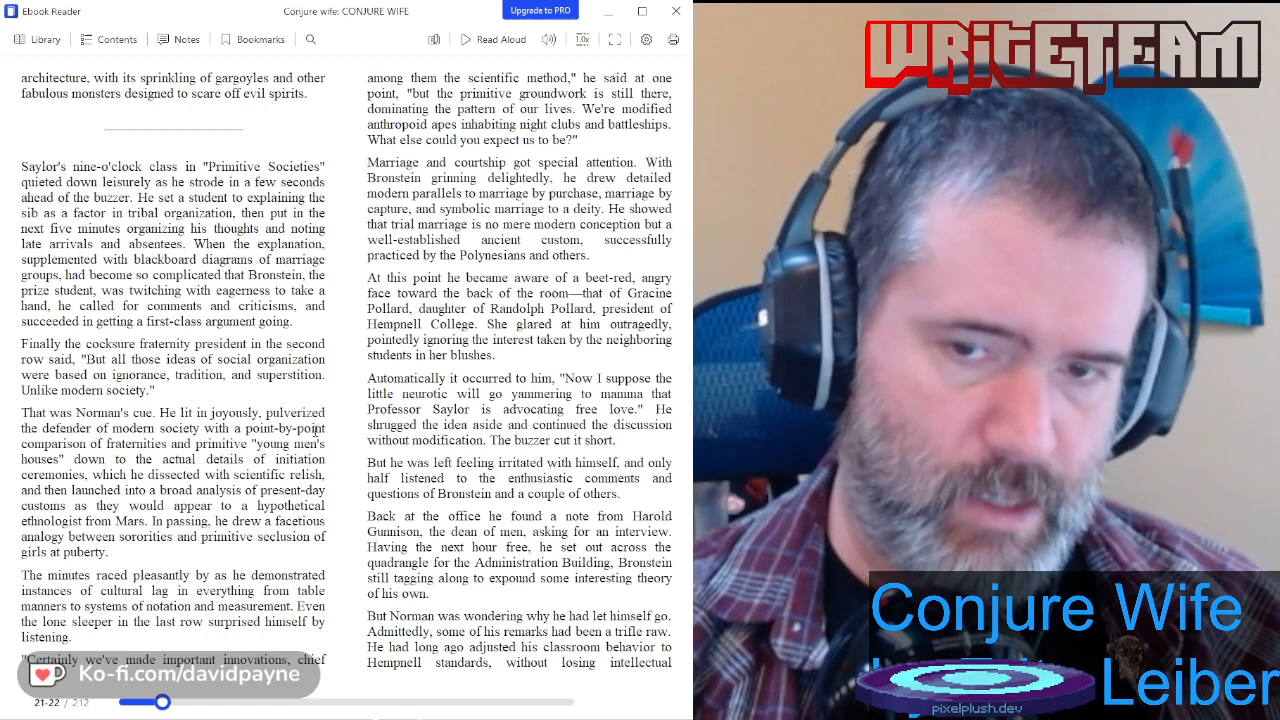 Ebook Reader
Conjure wife: CONJURE WIFE
Upgrade to PRO
Library
Contents
Notes
Bookmarks
Read Aloud
1.0x
architecture, with its sprinkling of gargoyles and other
fabulous monsters designed to scare off evil spirits.
Saylor's nine-o'clock class in "Primitive Societies"
quieted down leisurely as he strode in a few seconds
ahead of the buzzer. He set a student to explaining the
sib as a factor in tribal organization, then put in the
next five minutes organizing his thoughts and noting
late arrivals and absentees. When the explanation,
supplemented with blackboard diagrams of marriage
groups, had become so complicated that Bronstein, the
prize student, was twitching with eagerness to take a
hand, he called for comments and criticisms, and
succeeded in getting a first-class argument going.
Finally the cocksure fraternity president in the second
row said, "But all those ideas of social organization
were based on ignorance, tradition, and superstition.
Unlike modern society."
That was Norman's cue. He lit in joyously, pulverized
the defender of modern society with a point-by-point
comparison of fraternities and primitive "young men's
houses" down to the actual details of initiation
ceremonies, which he dissected with scientific relish,
and then launched into a broad analysis of present-day
customs as they would appear to a hypothetical
ethnologist from Mars. In passing, he drew a facetious
analogy between sororities and primitive seclusion of
girls at puberty.
The minutes raced pleasantly by as he demonstrated
instances of cultural lag in everything from table
manners to systems of notation and measurement. Even
the lone sleeper in the last row surprised himself by
listening.
"Certainly we've made important innovations, chief
among them the scientific method," he said at one
point, "but the primitive groundwork is still there,
dominating the pattern of our lives. We're modified
anthropoid apes inhabiting night clubs and battleships.
What else could you expect us to be?"
Marriage and courtship got special attention. With
Bronstein grinning delightedly, he drew detailed
modern parallels to marriage by purchase, marriage by
capture, and symbolic marriage to a deity. He showed
that trial marriage is no mere modern conception but a
well-established ancient custom, successfully
practiced by the Polynesians and others.
At this point he became aware of a beet-red, angry
face toward the back of the room—that of Gracine
Pollard, daughter of Randolph Pollard, president of
Hempnell College. She glared at him outragedly,
pointedly ignoring the interest taken by the neighboring
students in her blushes.
Automatically it occurred to him, "Now I suppose the
little neurotic will go yammering to mamma that
Professor Saylor is advocating free love." He
shrugged the idea aside and continued the discussion
without modification. The buzzer cut it short.
But he was left feeling irritated with himself, and only
half listened to the enthusiastic comments and
questions of Bronstein and a couple of others.
Back at the office he found a note from Harold
Gunnison, the dean of men, asking for an interview.
Having the next hour free, he set out across the
quadrangle for the Administration Building, Bronstein
still tagging along to expound some interesting theory
of his own.
But Norman was wondering why he had let himself go.
Admittedly, some of his remarks had been a trifle raw.
He had long ago adjusted his classroom behavior to
Hempnell standards, without losing intellectual
Ko-fi.com/davidpayne
21-22 / 212
WRITETEAM
Conjure Wife
Leiber
pixelplush.dev